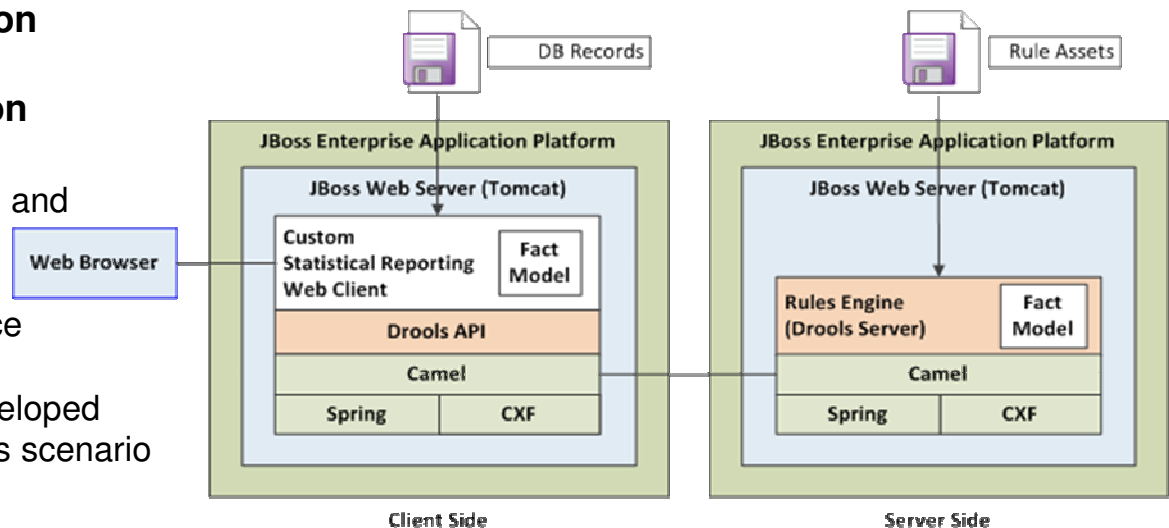 on
on
and
ce
veloped
s scenario
DB Records
Rule Assets
JBoss Enterprise Application Platform
JBoss Web Server (Tomcat)
Web Browser
Custom
Statistical Reporting
Web Client
Fact
Model
Drools API
Camel
Spring
CXF
Client Side
JBoss Enterprise Application Platform
JBoss Web Server (Tomcat)
Rules Engine
(Drools Server)
Fact
Model
Camel
Spring
CXF
Server Side